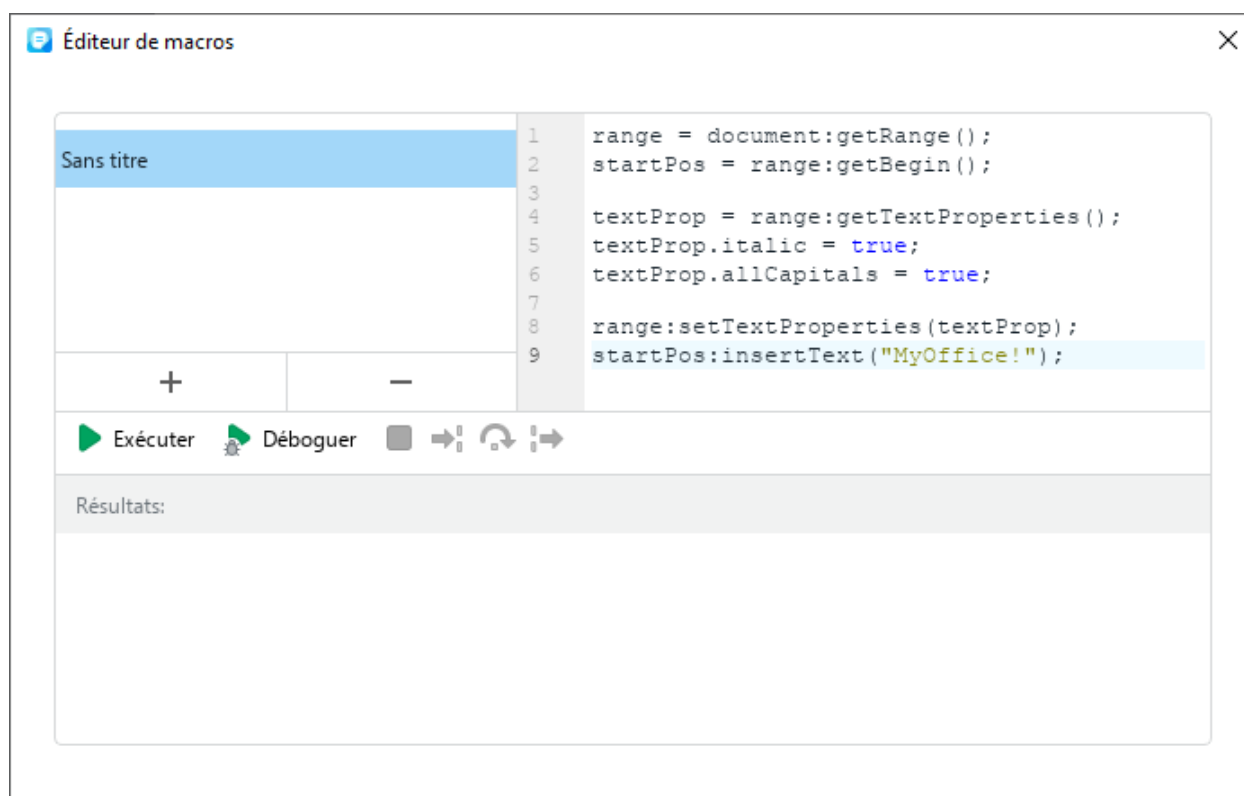 Éditeur de macros
Sans titre
+ −
1 range = document:getRange();
2 startPos = range:getBegin();
3
4 textProp = range:getTextProperties();
5 textProp.italic = true;
6 textProp.allCapitals = true;
7
8 range:setTextProperties(textProp);
9 startPos:insertText("MyOffice!");
Exécuter Déboguer
Résultats: